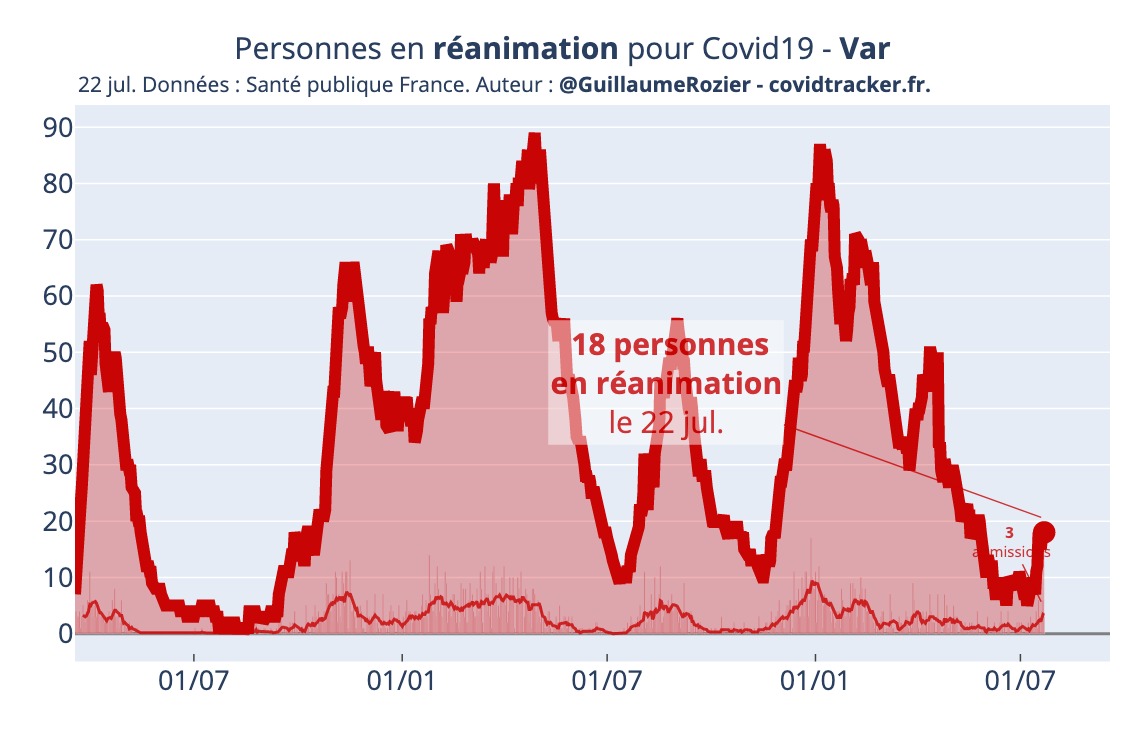 Personnes en réanimation pour Covid19 - Var
22 jul. Données : Santé publique France. Auteur : @GuillaumeRozier - covidtracker.fr.
90
80
70
60
50
40
30
20
10
0
18 personnes
en réanimation
le 22 jul.
3
admissions
01/07
01/01
01/07
01/01
01/07